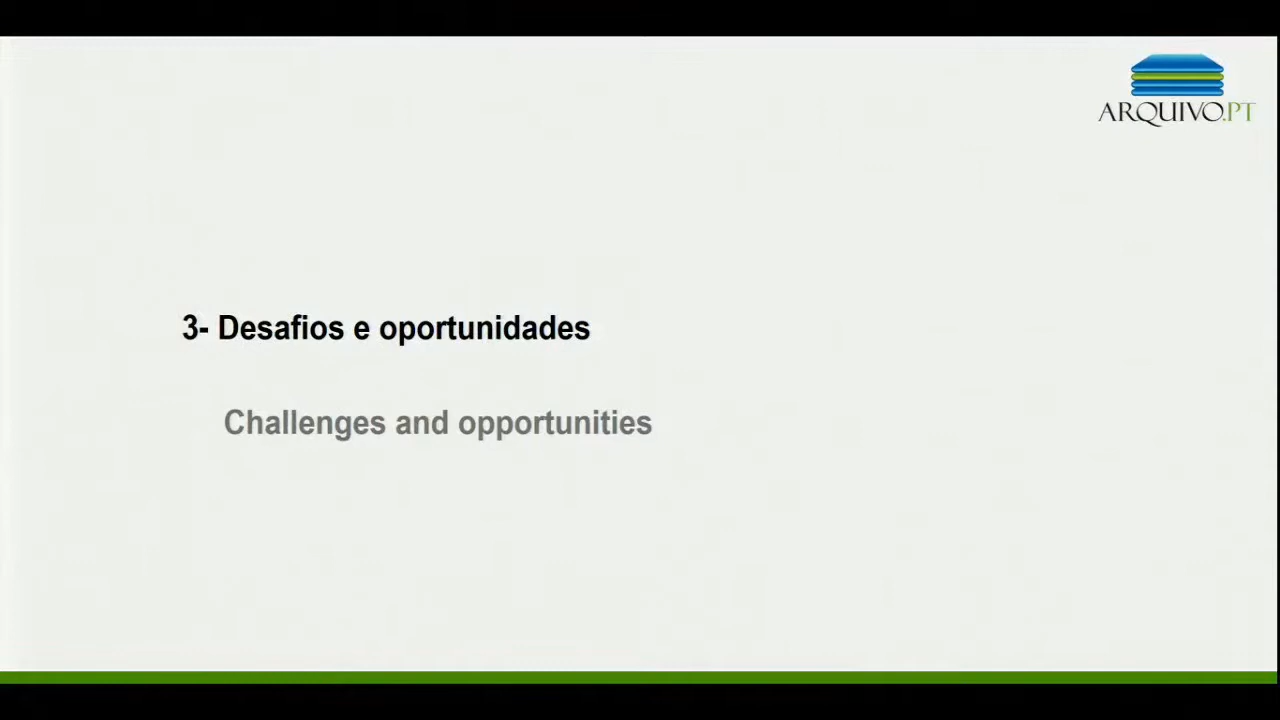 ARQUIVO.PT
3- Desafios e oportunidades
Challenges and opportunities